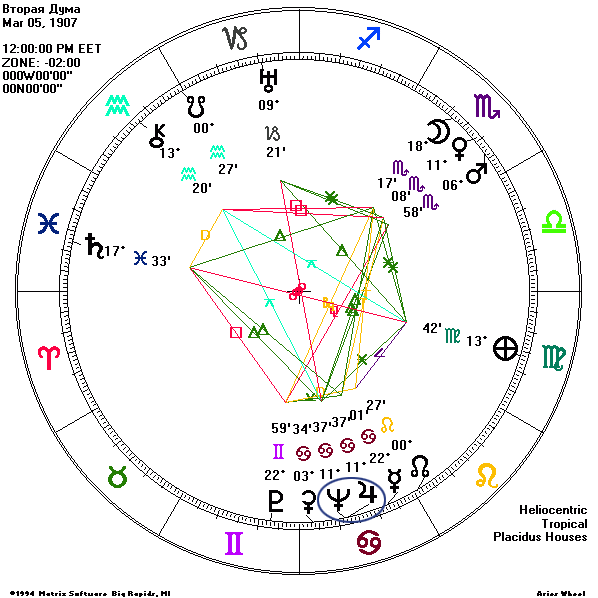 Вторая Дума
Mar 05, 1907
12:00:00 PM EET
ZONE: -02:00
000W00'00"
00N00'00"
09°
21'
00°
27'
13°
20'
18°
17'
11°
08'
06°
58'
17° 33'
42' 13°
59' 34' 37' 37' 01' 27'
22° 03° 11° 11° 22° 00°
Heliocentric
Tropical
Placidus Houses
©1994 Matrix Software Big Rapids, MI
Aries Wheel